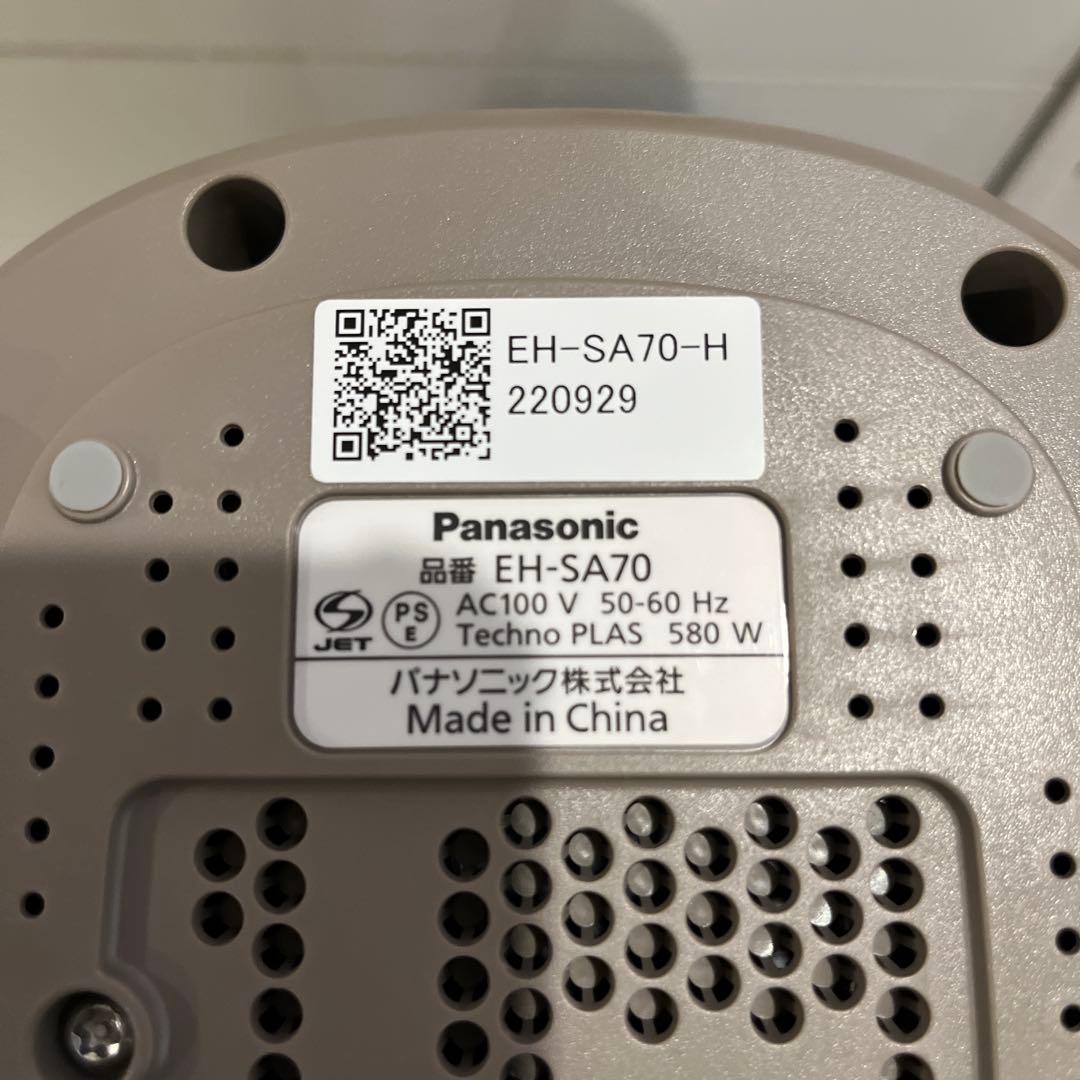 EH-SA70-H
220929
Panasonic
品番 EH-SA70
JET
PS
E
AC100 V 50-60 Hz
Techno PLAS 580 W
パナソニック株式会社
Made in China